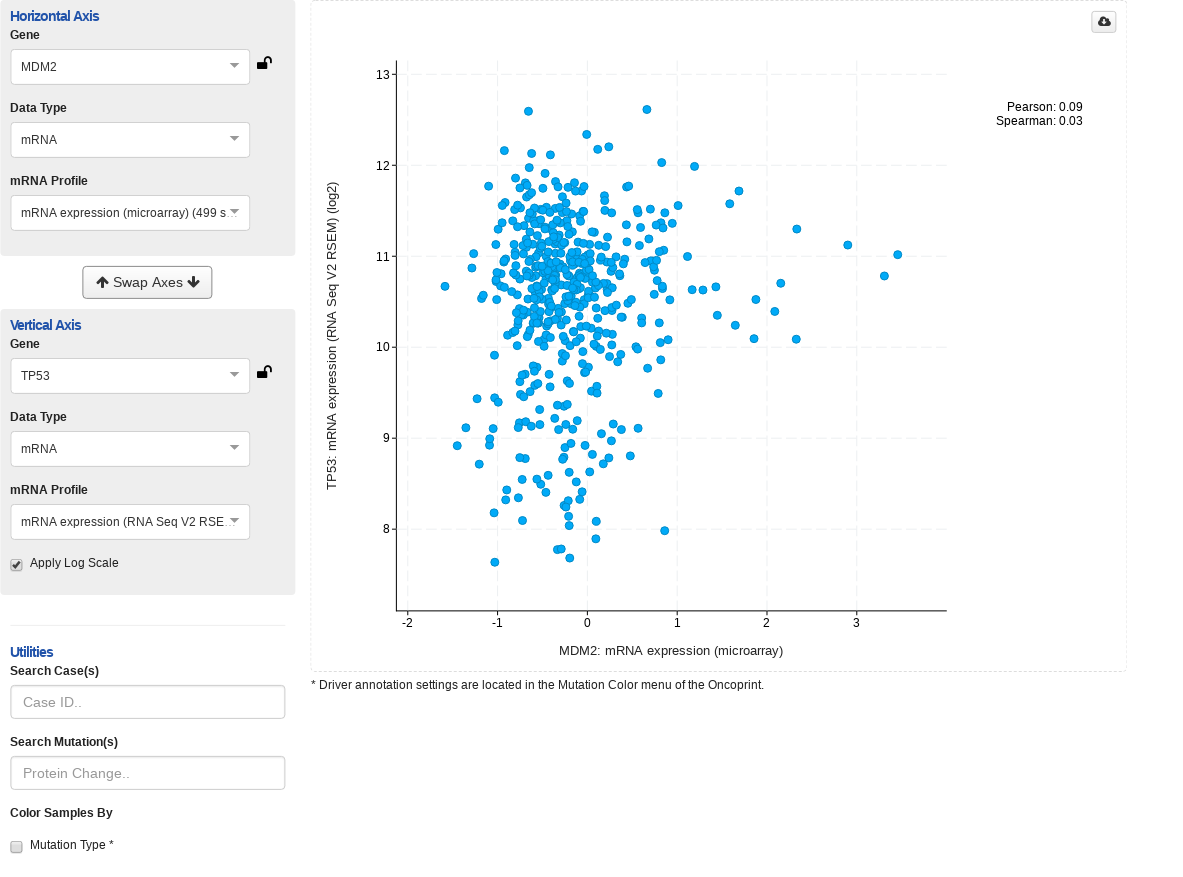 Horizontal Axis
Gene
MDM2
Data Type
mRNA
mRNA Profile
mRNA expression (microarray) (499 s...
Swap Axes
Vertical Axis
Gene
TP53
Data Type
mRNA
mRNA Profile
mRNA expression (RNA Seq V2 RSE...
Apply Log Scale
Utilities
Search Case(s)
Case ID..
Search Mutation(s)
Protein Change..
Color Samples By
Mutation Type *
Pearson: 0.09
Spearman: 0.03
13
12
11
10
9
8
TP53: mRNA expression (RNA Seq V2 RSEM) (log2)
-2 -1 0 1 2 3
MDM2: mRNA expression (microarray)
* Driver annotation settings are located in the Mutation Color menu of the Oncoprint.